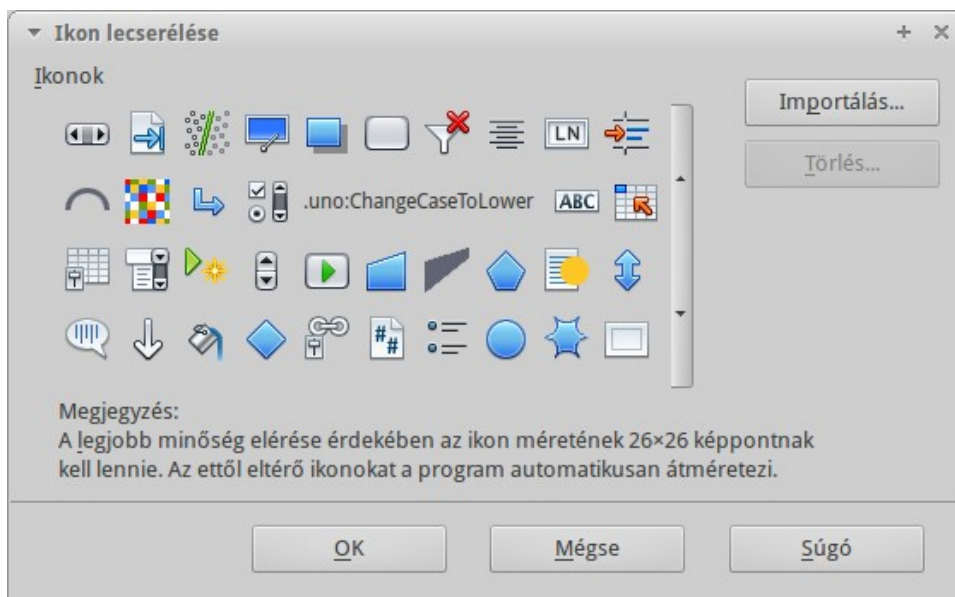 Ikon lecserélése
Ikonok
Importálás...
LN
.uno:ChangeCaseToLower
ABC
Törlés...
##
Megjegyzés:
A legjobb minőség elérése érdekében az ikon méretének 26×26 képpontnak
kell lennie. Az ettől eltérő ikonokat a program automatikusan átméretezi.
OK
Mégse
Súgó